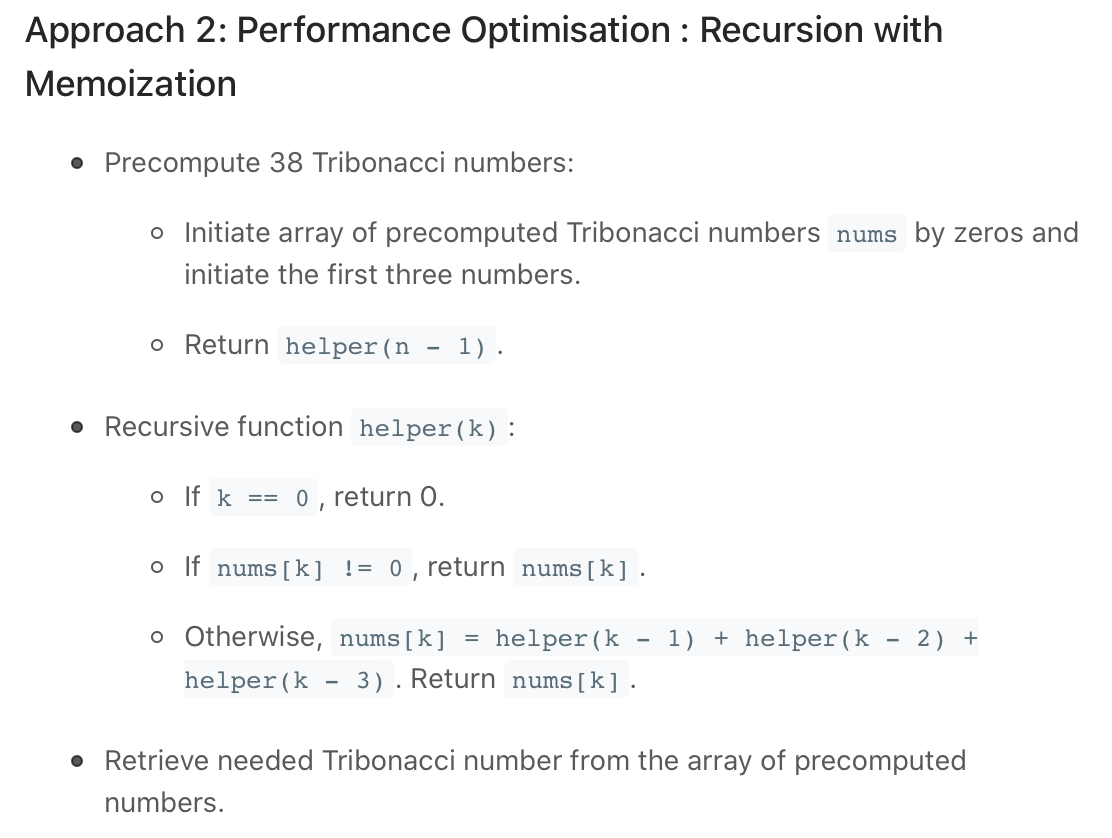 Approach 2: Performance Optimisation : Recursion with
Memoization
Precompute 38 Tribonacci numbers:
Initiate array of precomputed Tribonacci numbers nums by zeros and
initiate the first three numbers.
Return helper(n - 1).
Recursive function helper(k):
If k == 0, return 0.
If nums[k] != 0, return nums[k].
Otherwise, nums[k] = helper(k - 1) + helper(k - 2) +
helper(k - 3). Return nums[k].
Retrieve needed Tribonacci number from the array of precomputed
numbers.